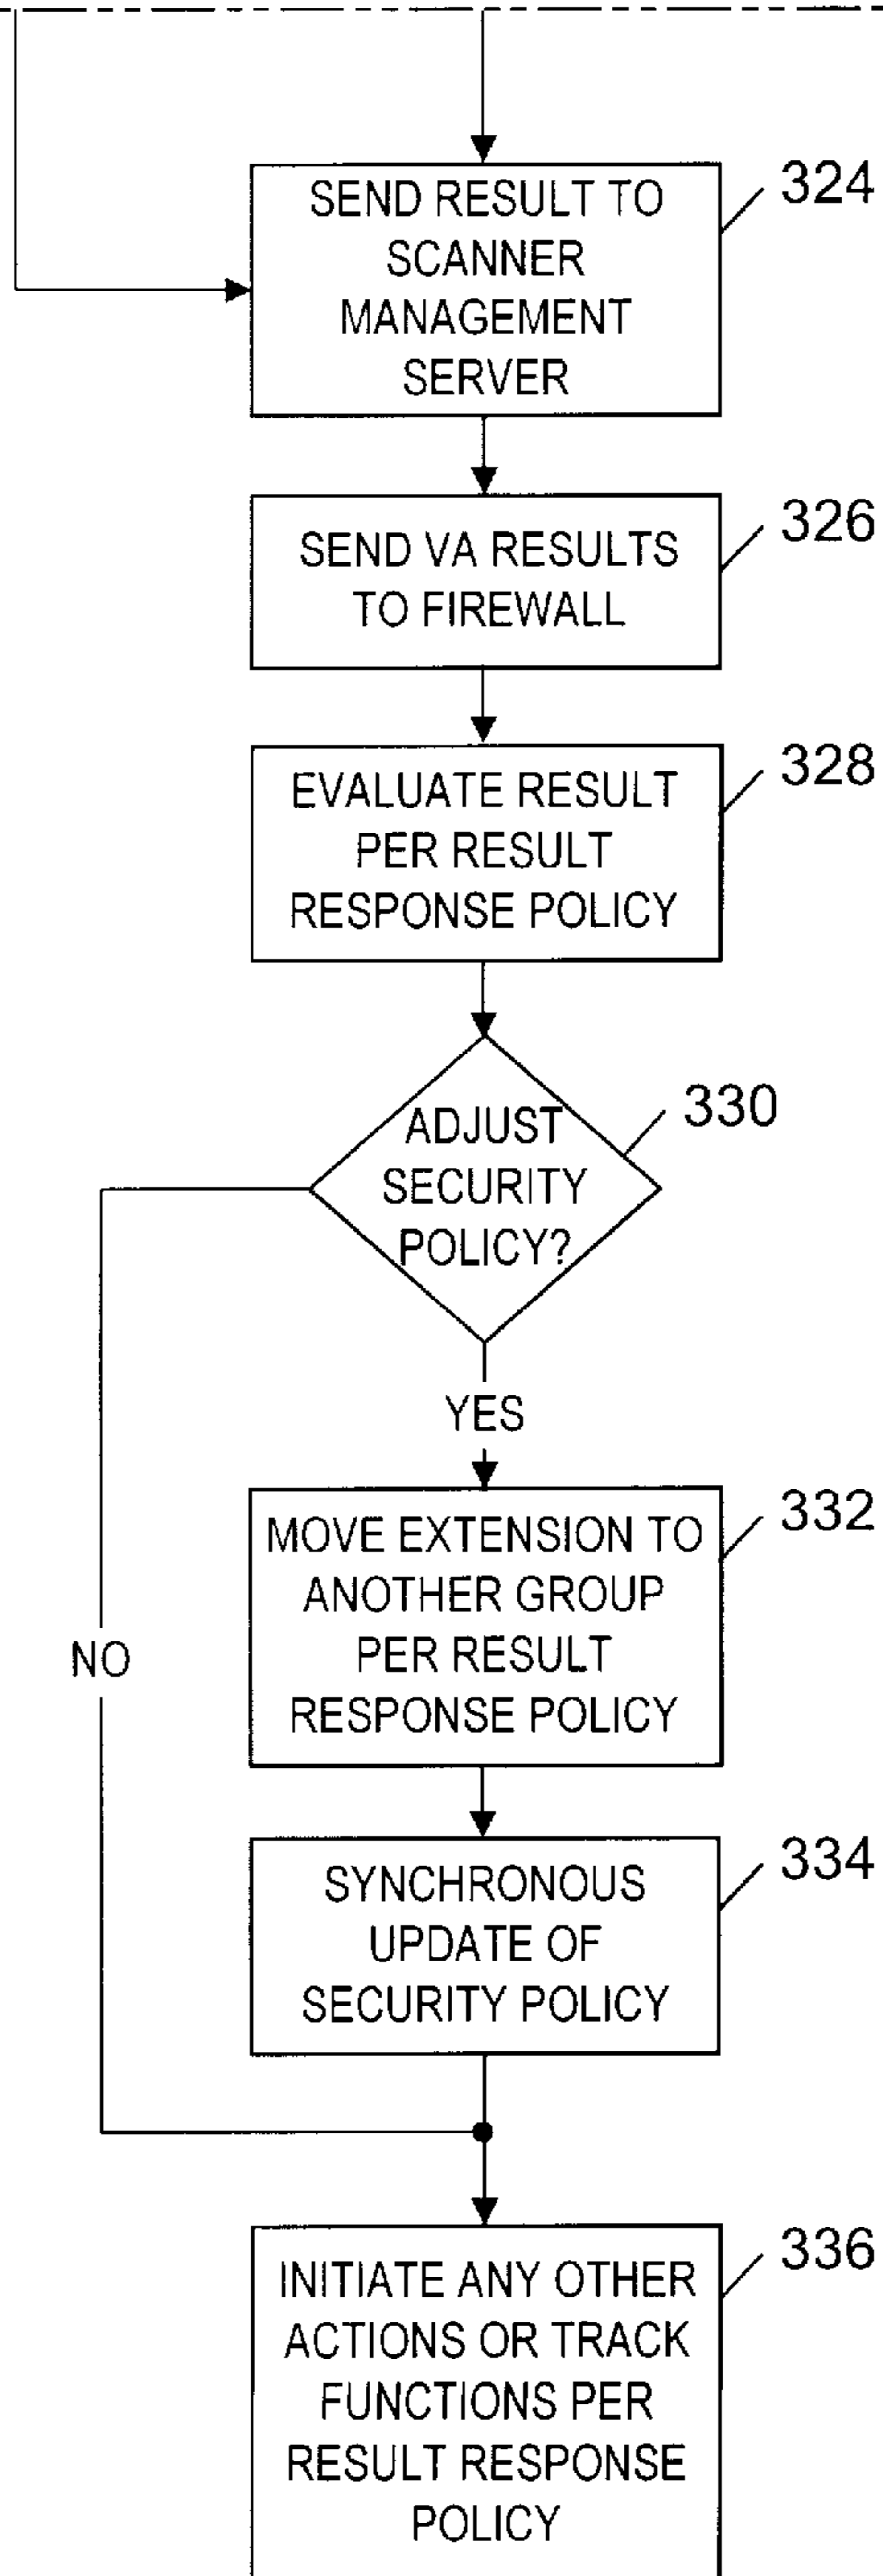 SEND RESULT TO
SCANNER
MANAGEMENT
SERVER
324
SEND VA RESULTS
TO FIREWALL
326
EVALUATE RESULT
PER RESULT
RESPONSE POLICY
328
ADJUST
SECURITY
POLICY?
330
YES
NO
MOVE EXTENSION TO
ANOTHER GROUP
PER RESULT
RESPONSE POLICY
332
SYNCHRONOUS
UPDATE OF
SECURITY POLICY
334
INITIATE ANY OTHER
ACTIONS OR TRACK
FUNCTIONS PER
RESULT RESPONSE
POLICY
336